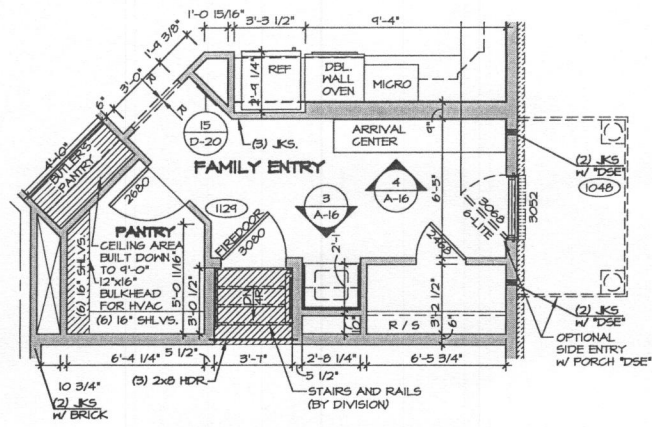 1'-0 15/16"
3'-3 1/2"
9'-4"
1'-9 3/8"
3'-0"
6"
4'-10"
REF
2'-9 1/4"
DBL.
WALL
OVEN
MICRO
15
D-20
(3) JKS.
ARRIVAL
CENTER
9"
BUTLER'S
PANTRY
FAMILY ENTRY
(2) JKS
W/ "DSE"
1048
2680
1129
3
A-16
4
A-16
6'-5"
6-LITE
3052
PANTRY
CEILING AREA
BUILT DOWN
TO 9'-0"
12"x16"
BULKHEAD
FOR HVAC
(6) 16" SHLVS.
(6) 16" SHLVS.
5'-0 11/16"
3'-0 1/2"
FIREDOOR
3080
DN
4R
2468
R / S
3'-2 1/2"
6"
(2) JKS
W/ "DSE"
OPTIONAL
SIDE ENTRY
W/ PORCH "DSE"
6'-4 1/4"
5 1/2"
3'-7"
2'-8 1/4"
6'-5 3/4"
5 1/2"
(3) 2x8 HDR.
STAIRS AND RAILS
(BY DIVISION)
10 3/4"
(2) JKS
W/ BRICK